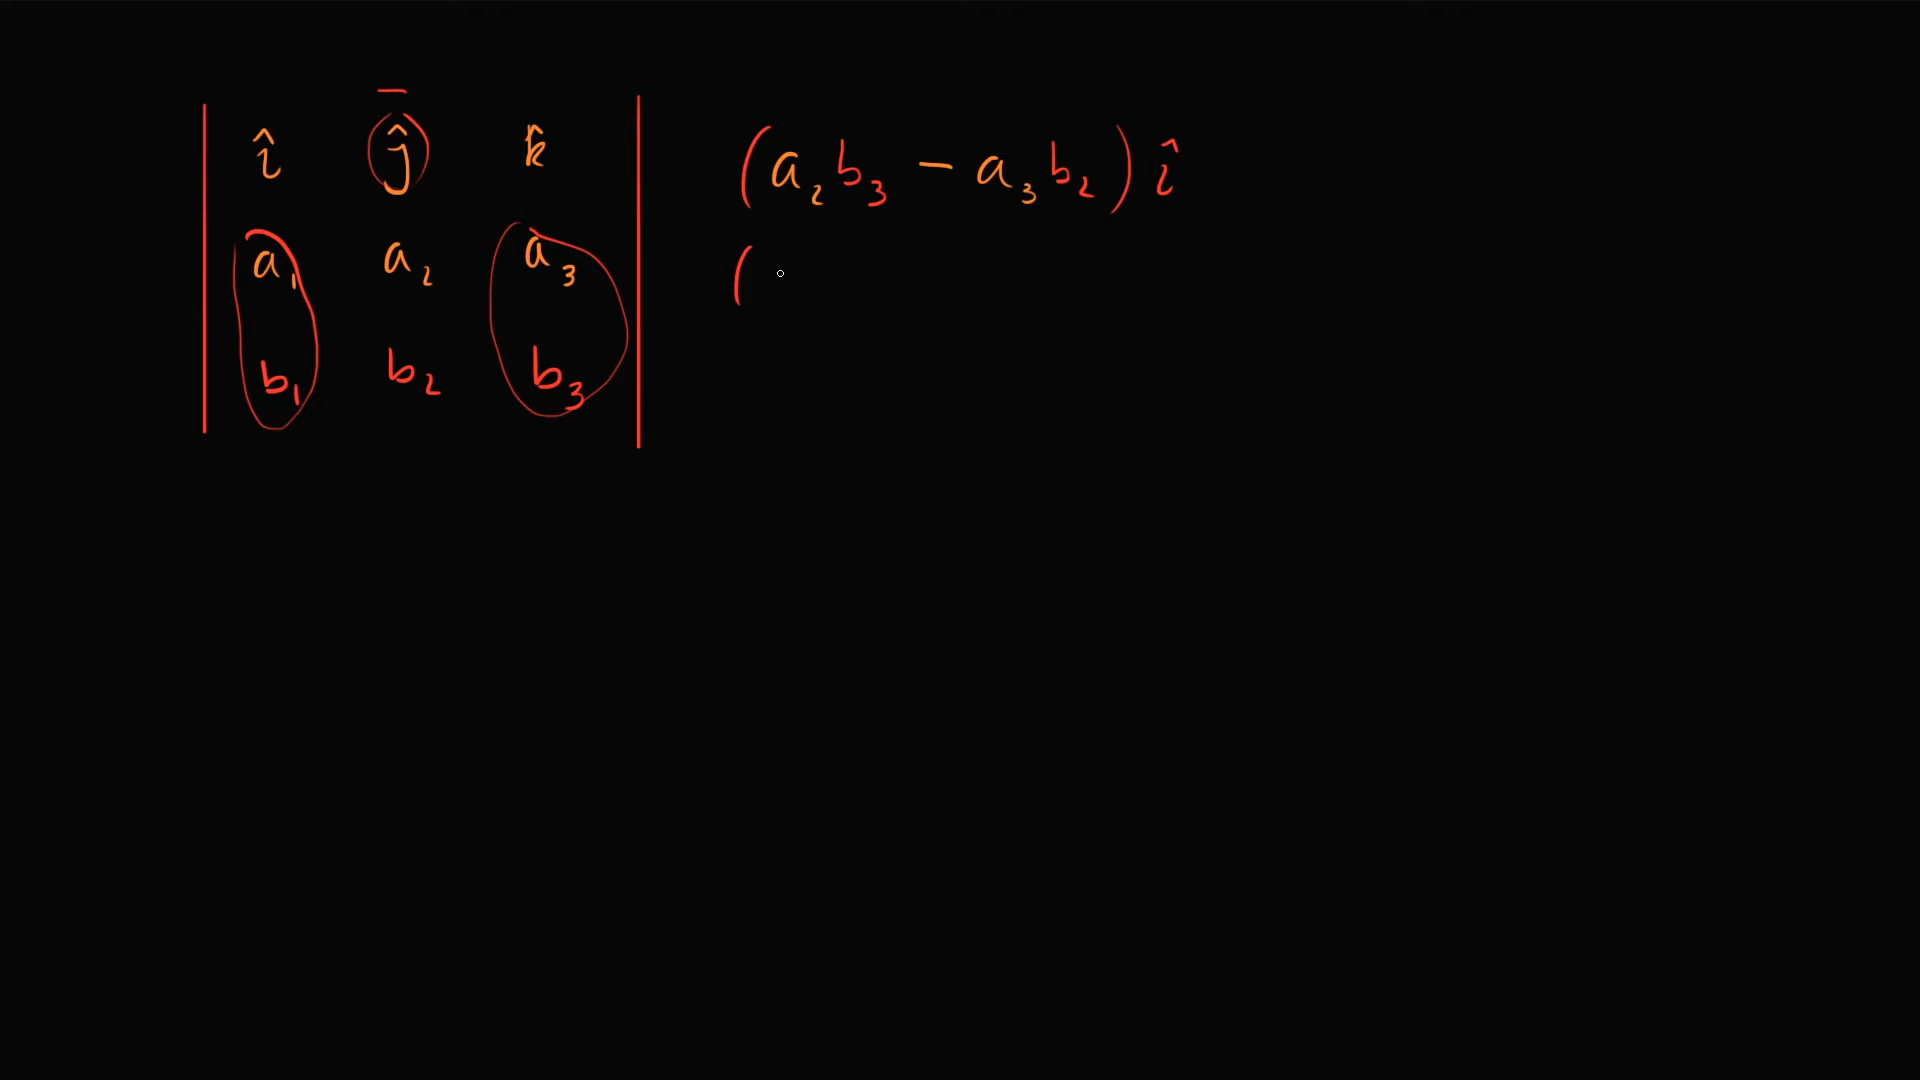 | î ĵ k̂ |
| a₁ a₂ a₃ |
| b₁ b₂ b₃ |
(a₂b₃ − a₃b₂) î
(